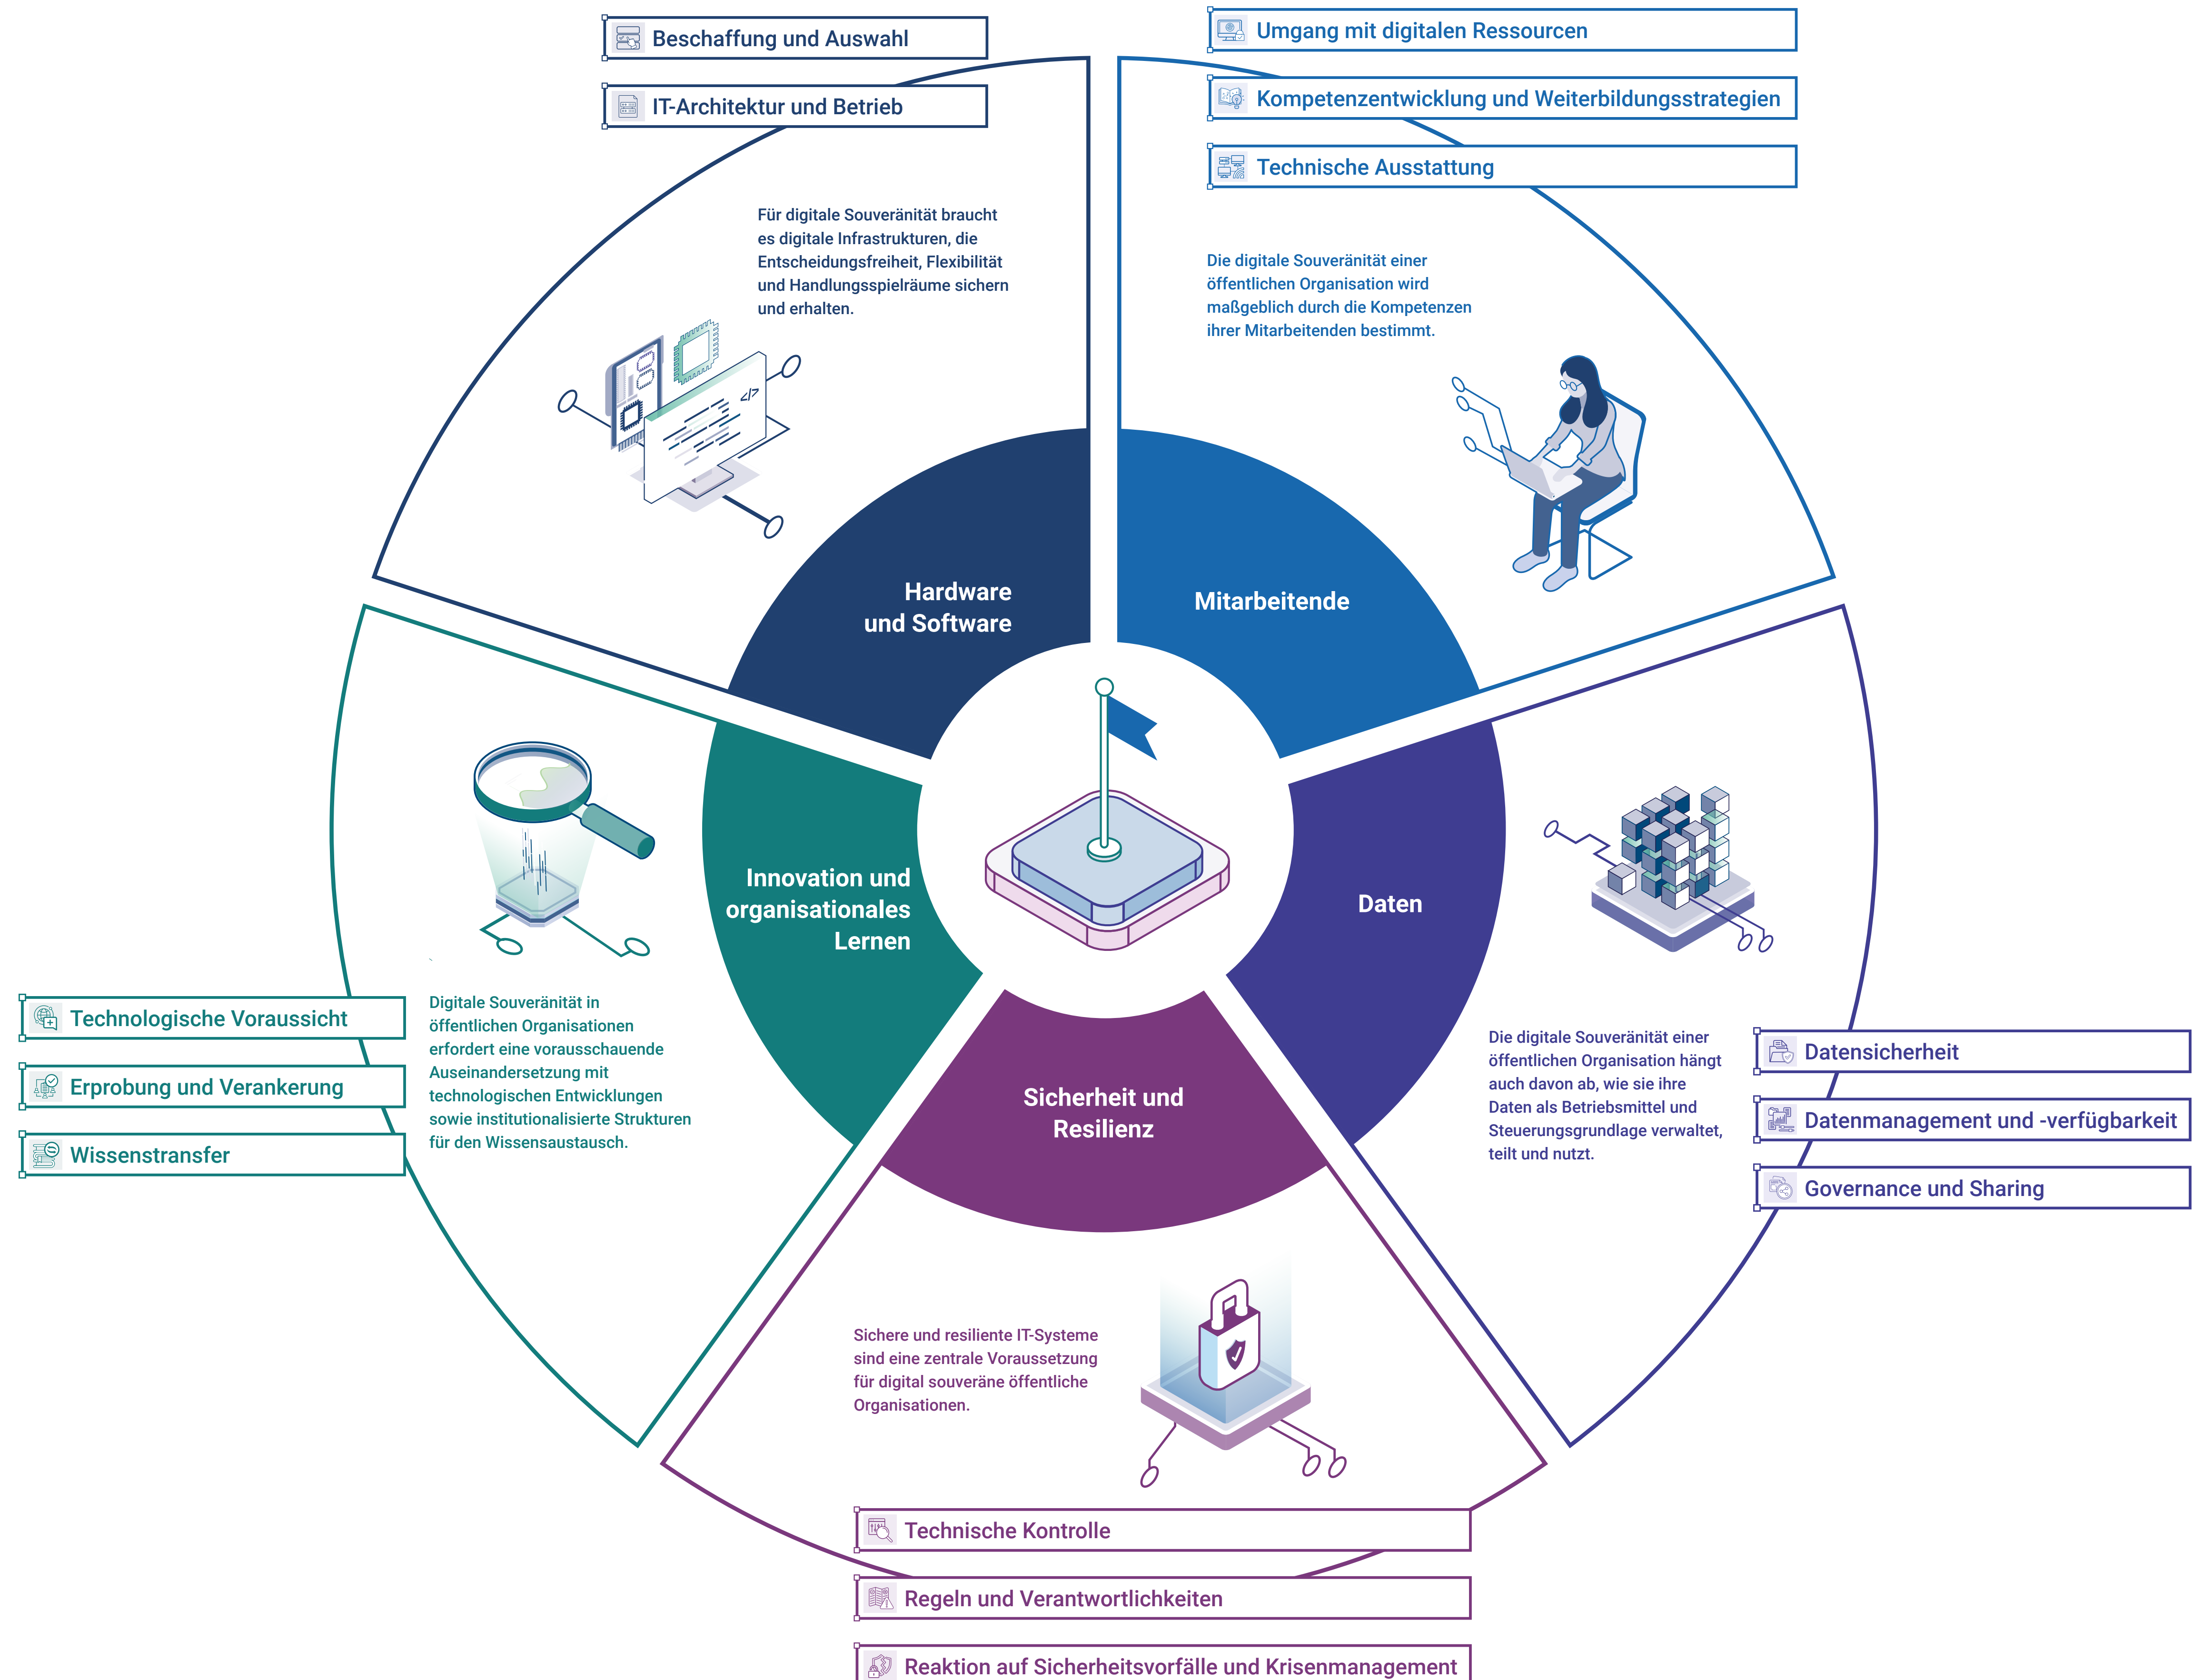 Beschaffung und Auswahl
IT-Architektur und Betrieb
Für digitale Souveränität braucht
es digitale Infrastrukturen, die
Entscheidungsfreiheit, Flexibilität
und Handlungsspielräume sichern
und erhalten.
</>
Hardware
und Software
Umgang mit digitalen Ressourcen
Kompetenzentwicklung und Weiterbildungsstrategien
Technische Ausstattung
Die digitale Souveränität einer
öffentlichen Organisation wird
maßgeblich durch die Kompetenzen
ihrer Mitarbeitenden bestimmt.
Mitarbeitende
Daten
Die digitale Souveränität einer
öffentlichen Organisation hängt
auch davon ab, wie sie ihre
Daten als Betriebsmittel und
Steuerungsgrundlage verwaltet,
teilt und nutzt.
Datensicherheit
Datenmanagement und -verfügbarkeit
Governance und Sharing
Sicherheit und
Resilienz
Sichere und resiliente IT-Systeme
sind eine zentrale Voraussetzung
für digital souveräne öffentliche
Organisationen.
Technische Kontrolle
Regeln und Verantwortlichkeiten
Reaktion auf Sicherheitsvorfälle und Krisenmanagement
Innovation und
organisationales
Lernen
Digitale Souveränität in
öffentlichen Organisationen
erfordert eine vorausschauende
Auseinandersetzung mit
technologischen Entwicklungen
sowie institutionalisierte Strukturen
für den Wissensaustausch.
Technologische Voraussicht
Erprobung und Verankerung
Wissenstransfer